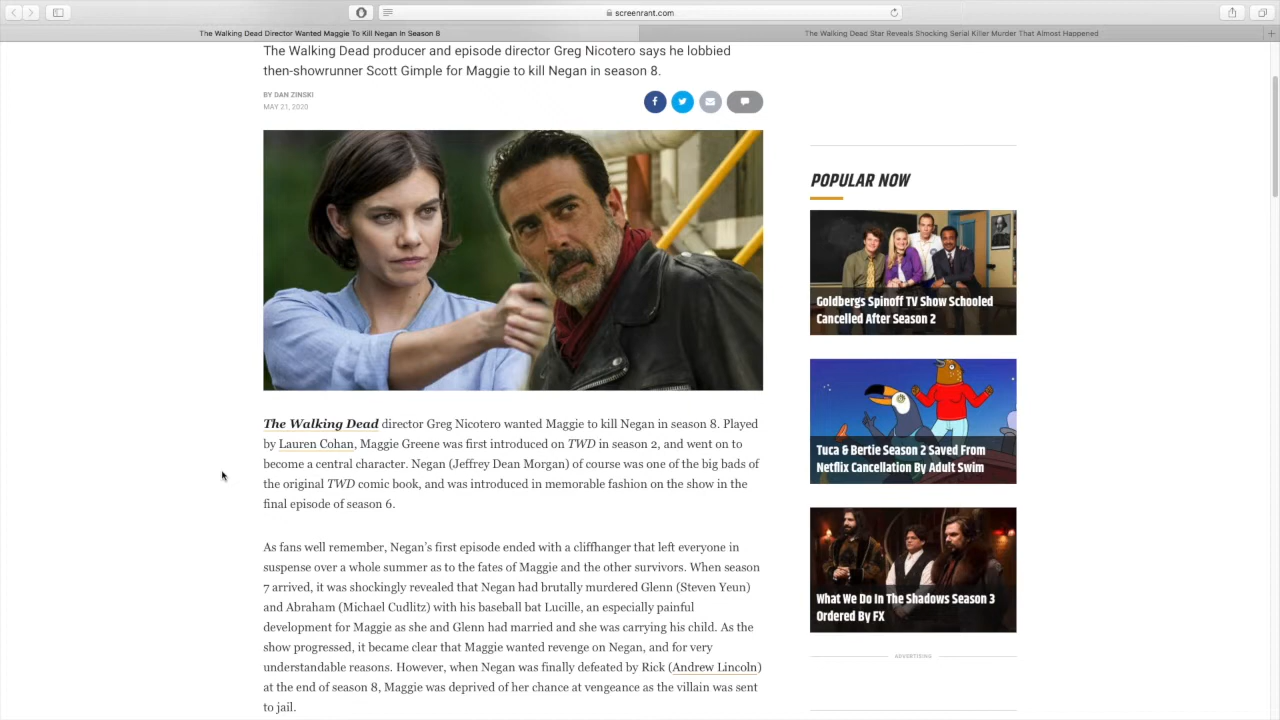 screenrant.com
The Walking Dead Director Wanted Maggie To Kill Negan In Season 8
The Walking Dead Star Reveals Shocking Serial Killer Murder That Almost Happened
The Walking Dead producer and episode director Greg Nicotero says he lobbied
then-showrunner Scott Gimple for Maggie to kill Negan in season 8.
BY DAN ZINSKI
MAY 21, 2020
The Walking Dead director Greg Nicotero wanted Maggie to kill Negan in season 8. Played
by Lauren Cohan, Maggie Greene was first introduced on TWD in season 2, and went on to
become a central character. Negan (Jeffrey Dean Morgan) of course was one of the big bads of
the original TWD comic book, and was introduced in memorable fashion on the show in the
final episode of season 6.
As fans well remember, Negan's first episode ended with a cliffhanger that left everyone in
suspense over a whole summer as to the fates of Maggie and the other survivors. When season
7 arrived, it was shockingly revealed that Negan had brutally murdered Glenn (Steven Yeun)
and Abraham (Michael Cudlitz) with his baseball bat Lucille, an especially painful
development for Maggie as she and Glenn had married and she was carrying his child. As the
show progressed, it became clear that Maggie wanted revenge on Negan, and for very
understandable reasons. However, when Negan was finally defeated by Rick (Andrew Lincoln)
at the end of season 8, Maggie was deprived of her chance at vengeance as the villain was sent
to jail.
POPULAR NOW
Goldbergs Spinoff TV Show Schooled
Cancelled After Season 2
Tuca & Bertie Season 2 Saved From
Netflix Cancellation By Adult Swim
What We Do In The Shadows Season 3
Ordered By FX
ADVERTISING